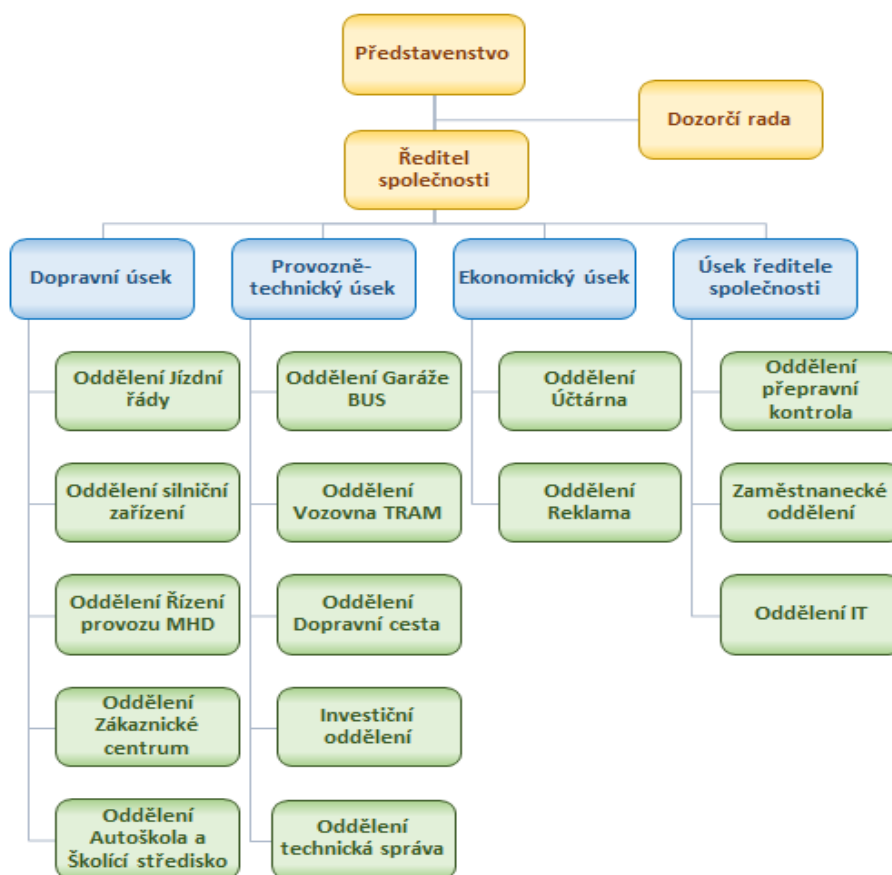 Představenstvo
Dozorčí rada
Ředitel
společnosti
Dopravní úsek
Provozně-
technický úsek
Ekonomický úsek
Úsek ředitele
společnosti
Oddělení Jízdní
řády
Oddělení Garáže
BUS
Oddělení
Účtárna
Oddělení
přepravní
kontrola
Oddělení silniční
zařízení
Oddělení
Vozovna TRAM
Oddělení
Reklama
Zaměstnanecké
oddělení
Oddělení Řízení
provozu MHD
Oddělení
Dopravní cesta
Oddělení IT
Oddělení
Zákaznické
centrum
Investiční
oddělení
Oddělení
Autoškola a
Školící středisko
Oddělení
technická správa